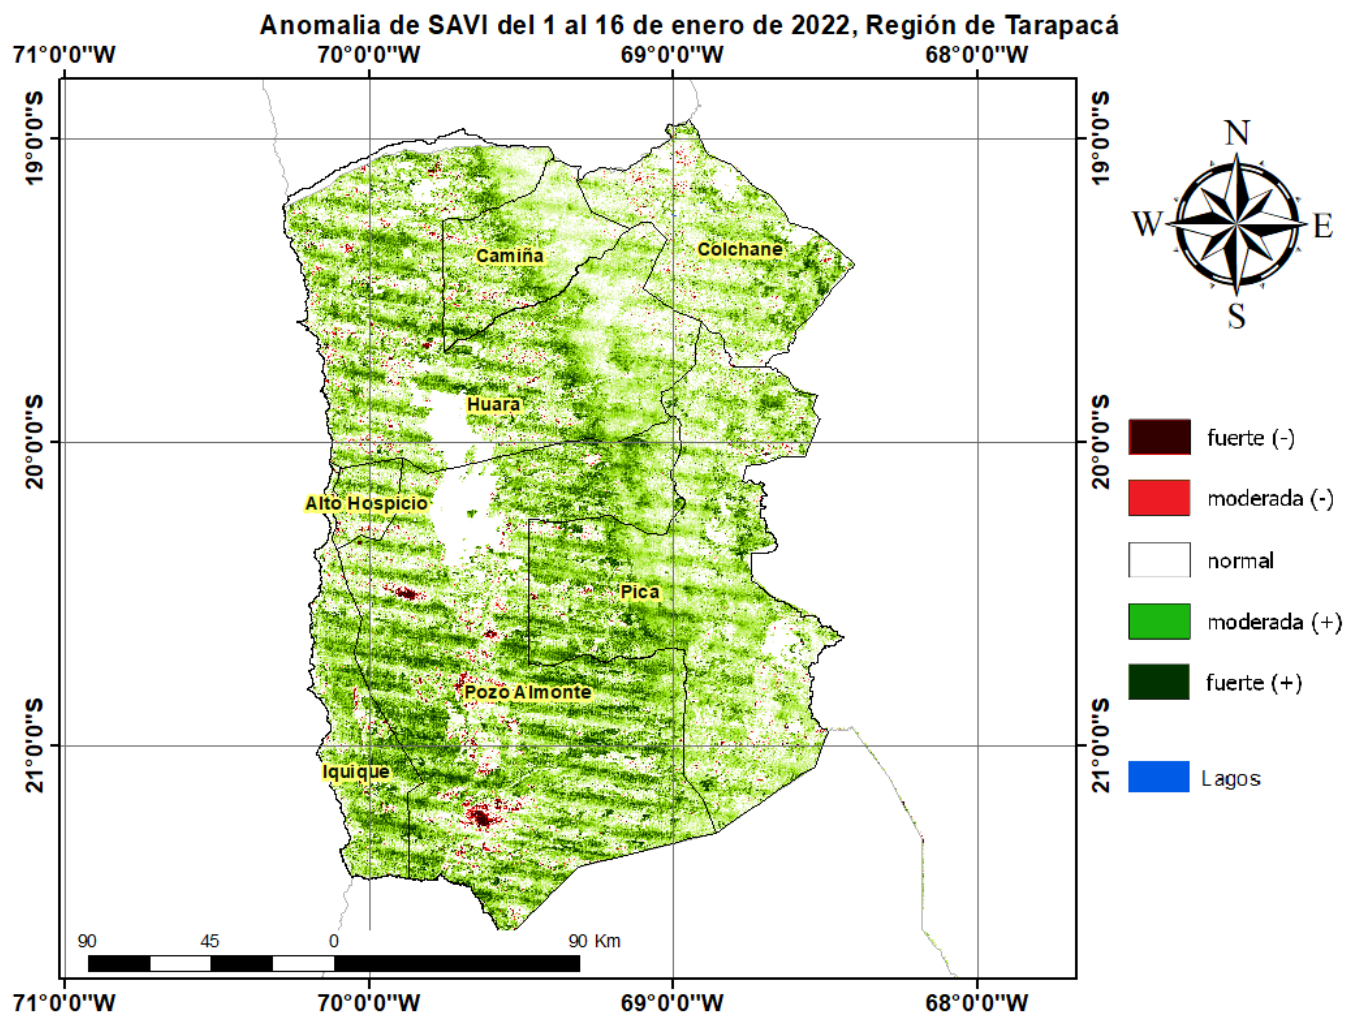 Anomalia de SAVI del 1 al 16 de enero de 2022, Región de Tarapacá
71°0'0"W 70°0'0"W 69°0'0"W 68°0'0"W
19°0'0"S 19°0'0"S
N
W E
S
Camiña
Colchane
Huara
20°0'0"S 20°0'0"S
fuerte (-)
moderada (-)
Alto Hospicio
normal
Pica
moderada (+)
Pozo Almonte
fuerte (+)
21°0'0"S 21°0'0"S
Iquique
Lagos
90 45 0 90 Km
71°0'0"W 70°0'0"W 69°0'0"W 68°0'0"W